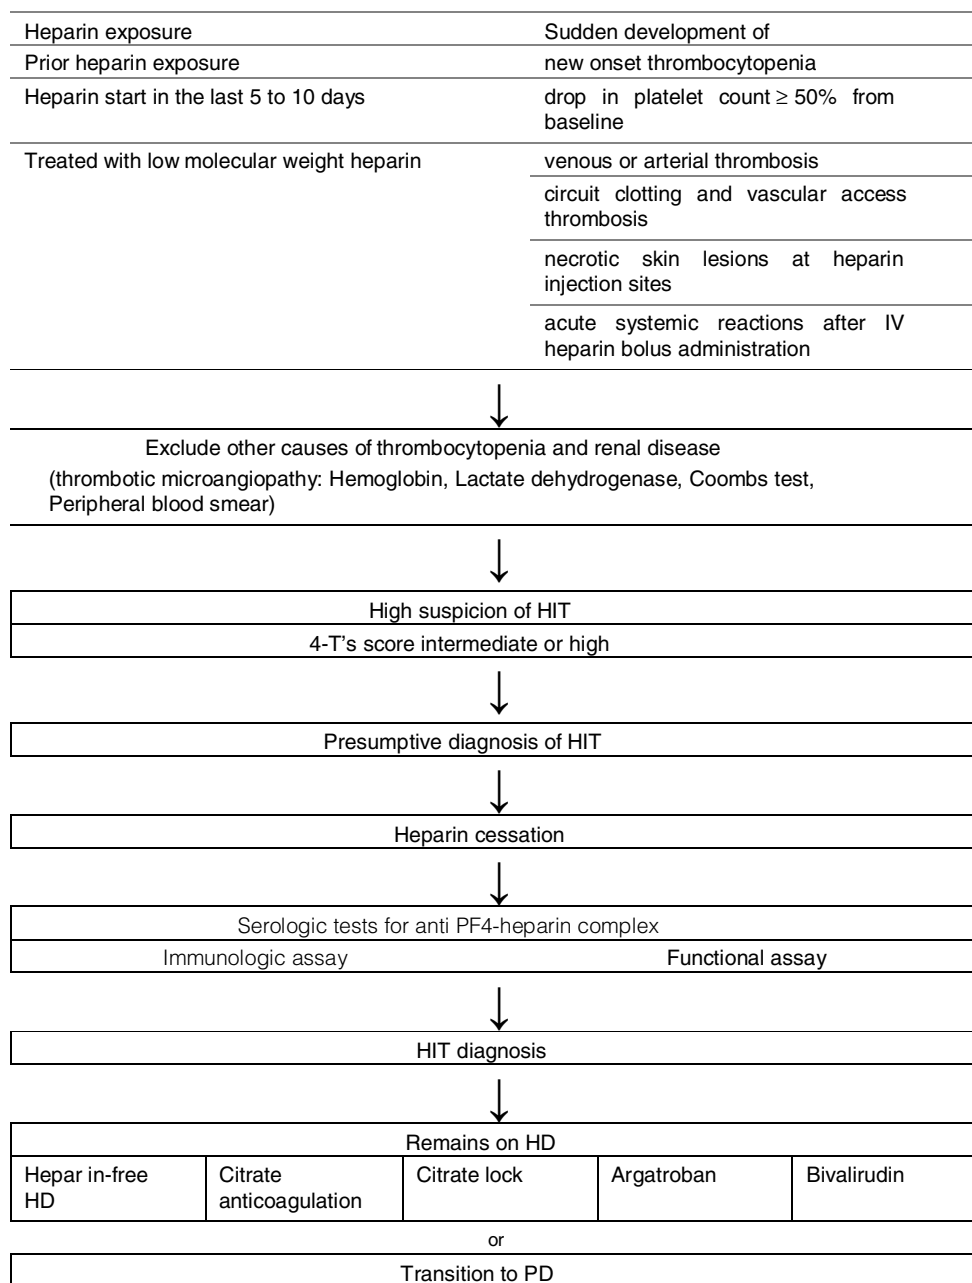 Heparin exposure
Sudden development of
Prior heparin exposure
new onset thrombocytopenia
Heparin start in the last 5 to 10 days
drop in platelet count ≥ 50% from
baseline
Treated with low molecular weight heparin
venous or arterial thrombosis
circuit clotting and vascular access
thrombosis
necrotic skin lesions at heparin
injection sites
acute systemic reactions after IV
heparin bolus administration
Exclude other causes of thrombocytopenia and renal disease
(thrombotic microangiopathy: Hemoglobin, Lactate dehydrogenase, Coombs test,
Peripheral blood smear)
High suspicion of HIT
4-T's score intermediate or high
Presumptive diagnosis of HIT
Heparin cessation
Serologic tests for anti PF4-heparin complex
Immunologic assay
Functional assay
HIT diagnosis
Remains on HD
Hepar in-free
HD
Citrate
anticoagulation
Citrate lock
Argatroban
Bivalirudin
or
Transition to PD